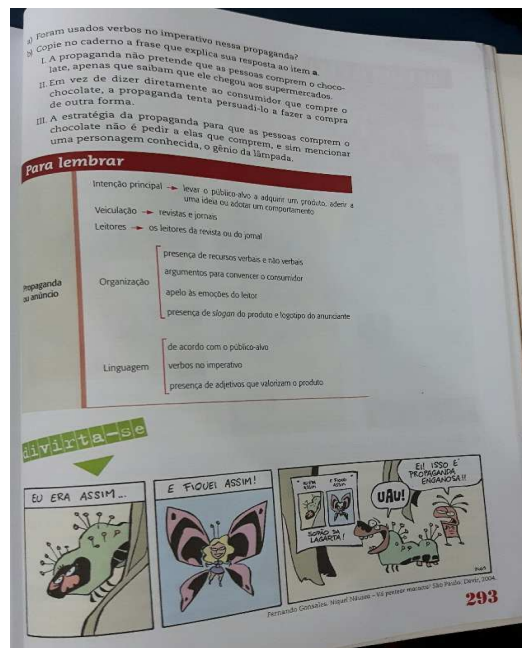 a) Foram usados verbos no imperativo nessa propaganda?
b) Copie no caderno a frase que explica sua resposta ao item a.
I. A propaganda não pretende que as pessoas comprem o choco-
late, apenas que saibam que ele chegou aos supermercados.
II. Em vez de dizer diretamente ao consumidor que compre o
chocolate, a propaganda tenta persuadi-lo a fazer a compra
de outra forma.
III. A estratégia da propaganda para que as pessoas comprem o
chocolate não é pedir a elas que comprem, e sim mencionar
uma personagem conhecida, o gênio da lâmpada.
Para lembrar
Propaganda
ou anúncio
Intenção principal → levar o público-alvo a adquirir um produto, aderir a
uma ideia ou adotar um comportamento
Veiculação → revistas e jornais
Leitores → os leitores da revista ou do jornal
Organização
presença de recursos verbais e não verbais
argumentos para convencer o consumidor
apelo às emoções do leitor
presença de slogan do produto e logotipo do anunciante
Linguagem
de acordo com o público-alvo
verbos no imperativo
presença de adjetivos que valorizam o produto
divirta-se
EU ERA ASSIM...
E FIQUEI ASSIM!
EU ERA
ASSIM
E FIQUEI
ASSIM!
SOPÃO DA
LAGARTA!
UAU!
EI! ISSO É
PROPAGANDA
ENGANOSA!!
Fernando Gonsales. Níquel Náusea – Vá pentear macacos! São Paulo: Devir, 2004.
293